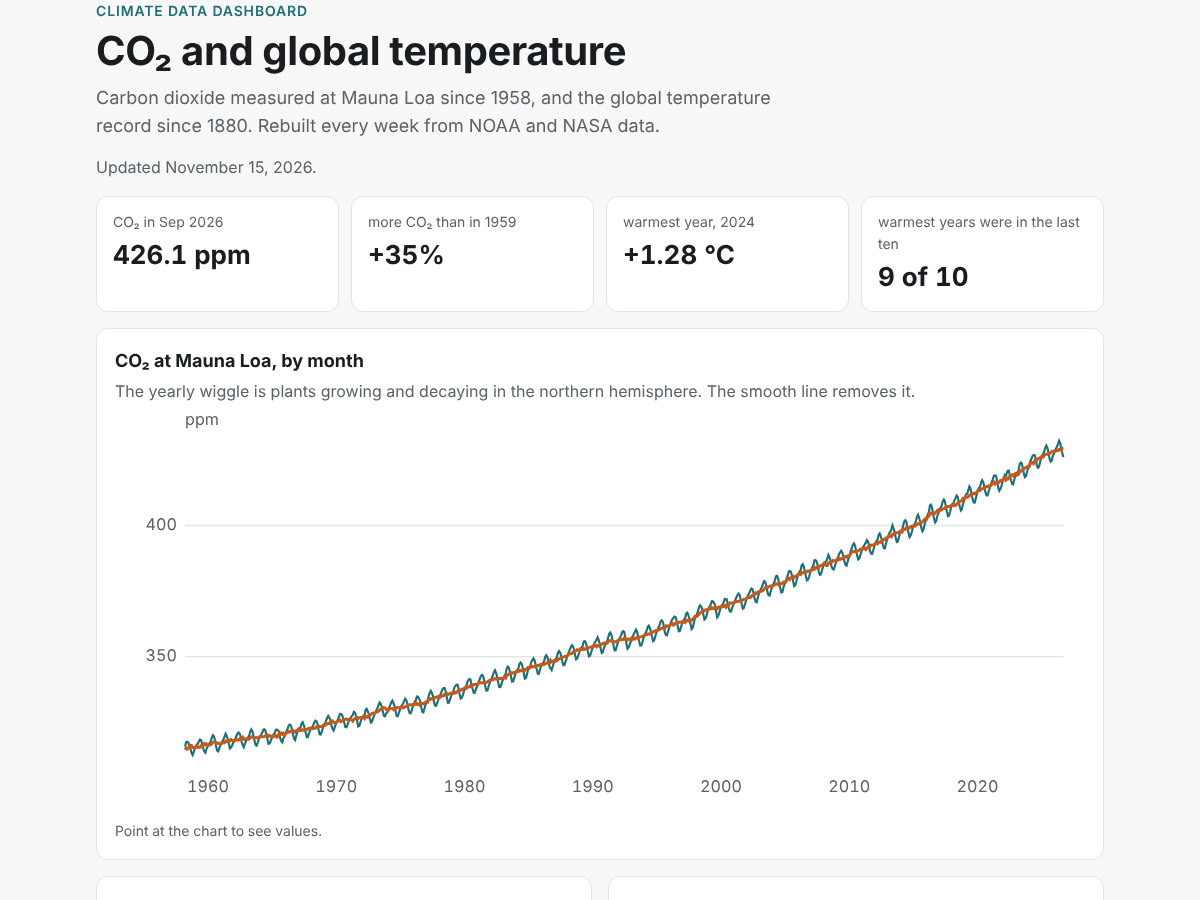 CLIMATE DATA DASHBOARD
CO₂ and global temperature
Carbon dioxide measured at Mauna Loa since 1958, and the global temperature
record since 1880. Rebuilt every week from NOAA and NASA data.
Updated November 15, 2026.
CO₂ in Sep 2026
426.1 ppm
more CO₂ than in 1959
+35%
warmest year, 2024
+1.28 °C
warmest years were in the last
ten
9 of 10
CO₂ at Mauna Loa, by month
The yearly wiggle is plants growing and decaying in the northern hemisphere. The smooth line removes it.
ppm
400
350
1960 1970 1980 1990 2000 2010 2020
Point at the chart to see values.